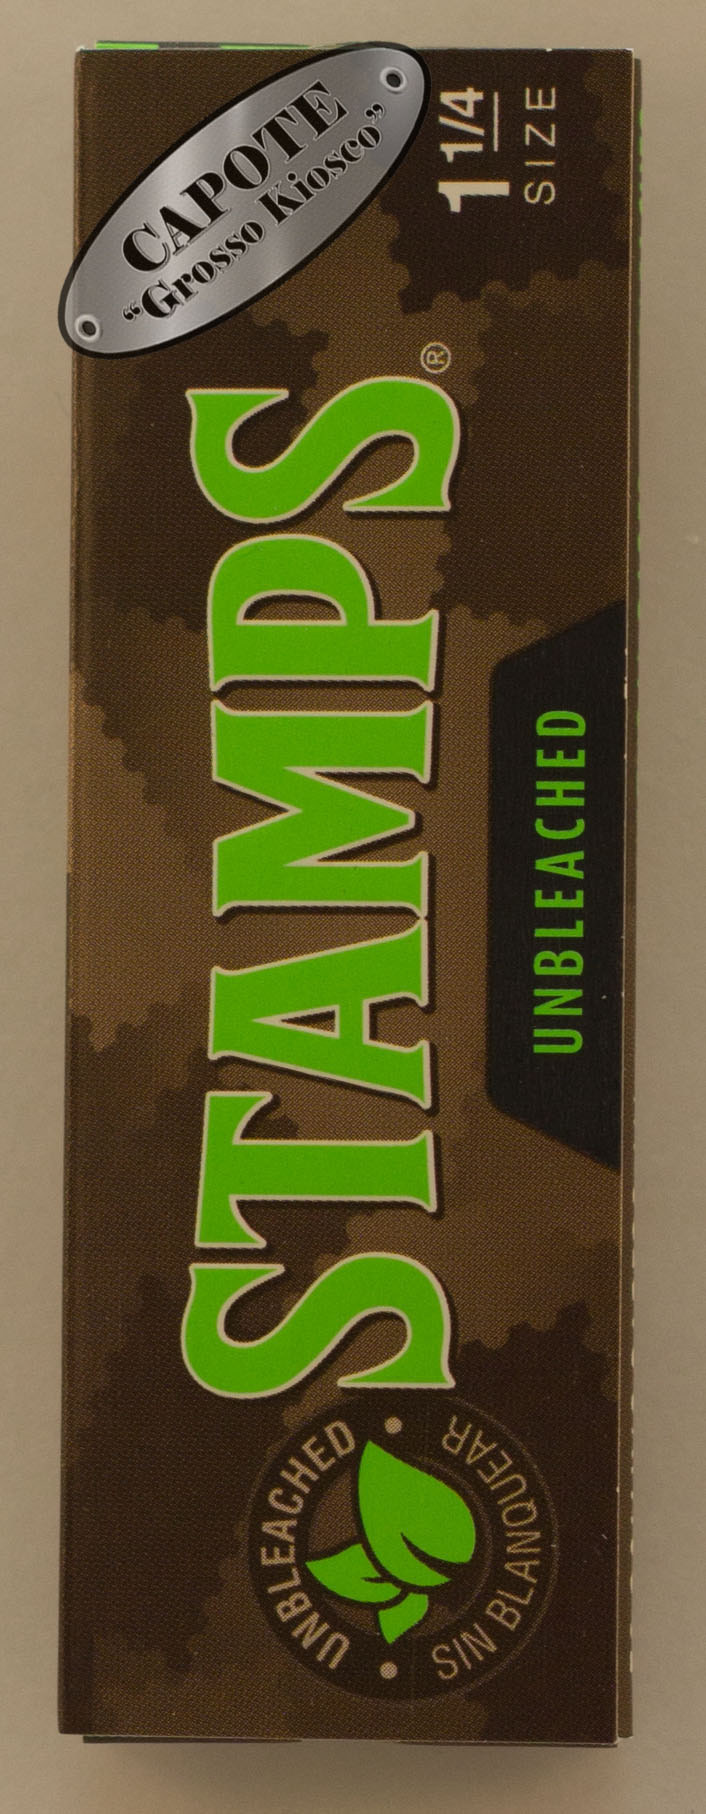 CAPOTE
“Grosso Kiosco”
1 1/4
SIZE
STAMPS®
UNBLEACHED
UNBLEACHED
SIN BLANQUEAR